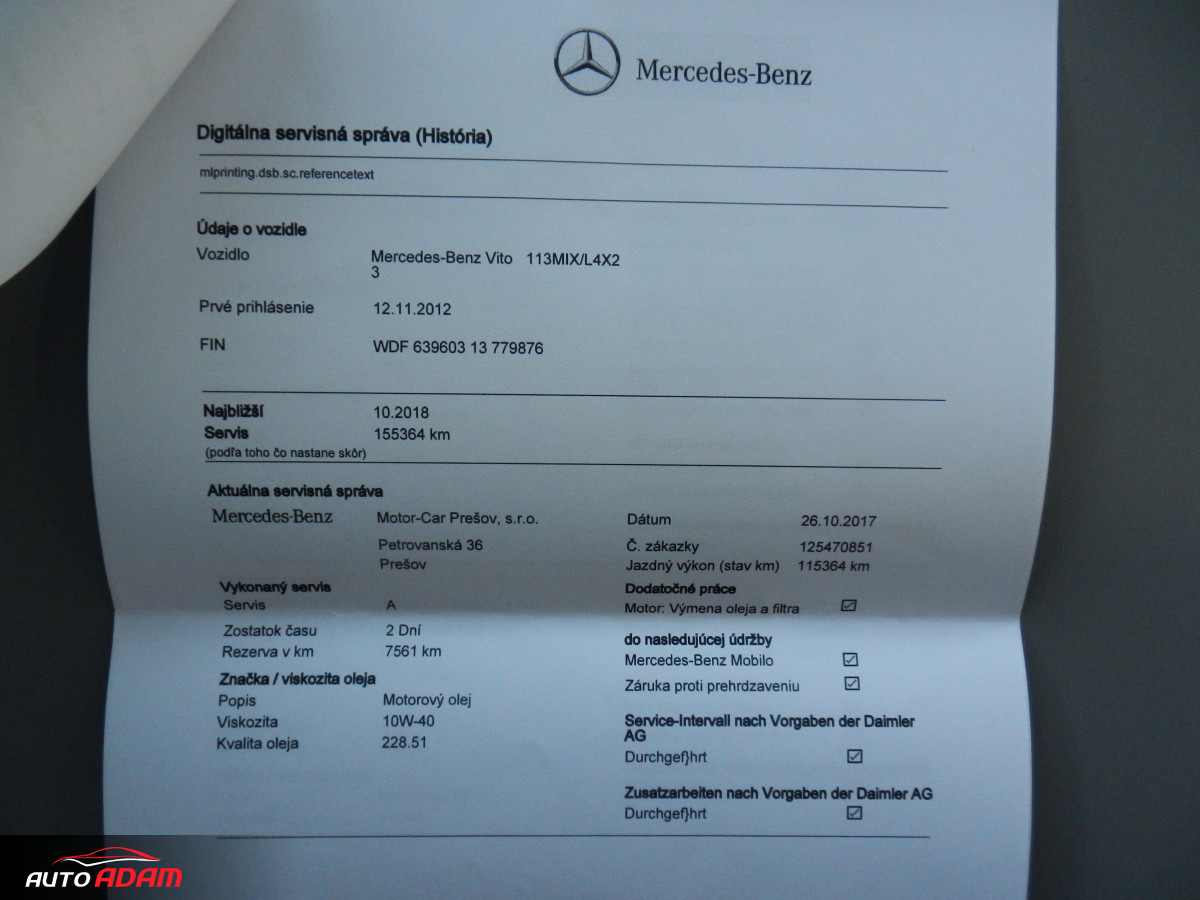 Mercedes-Benz
Digitálna servisná správa (História)
mlprinting.dsb.sc.referencetext
Údaje o vozidle
Vozidlo Mercedes-Benz Vito 113MIX/L4X2
3
Prvé prihlásenie 12.11.2012
FIN WDF 639603 13 779876
Najbližší 10.2018
Servis 155364 km
(podľa toho čo nastane skôr)
Aktuálna servisná správa
Mercedes-Benz Motor-Car Prešov, s.r.o. Dátum 26.10.2017
Petrovanská 36 Č. zákazky 125470851
Prešov Jazdný výkon (stav km) 115364 km
Vykonaný servis Dodatočné práce
Servis A Motor: Výmena oleja a filtra ☑
Zostatok času 2 Dní do nasledujúcej údržby
Rezerva v km 7561 km Mercedes-Benz Mobilo ☑
Značka / viskozita oleja Záruka proti prehrdzaveniu ☑
Popis Motorový olej
Viskozita 10W-40 Service-Intervall nach Vorgaben der Daimler
AG
Kvalita oleja 228.51 Durchgef}hrt ☑
Zusatzarbeiten nach Vorgaben der Daimler AG
Durchgef}hrt ☑
AUTO ADAM